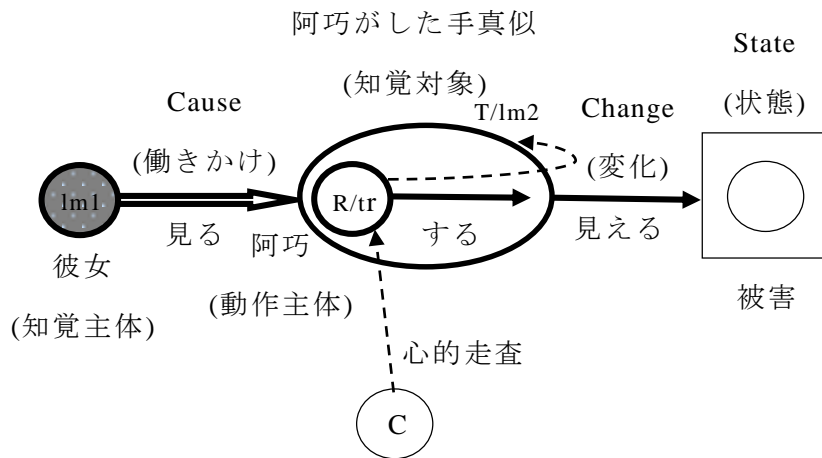 阿巧がした手真似
State
(知覚対象)
(状態)
Cause
T/lm2
Change
(働きかけ)
(変化)
lm1
R/tr
見る
阿巧
する
見える
彼女
(動作主体)
被害
(知覚主体)
心的走査
C